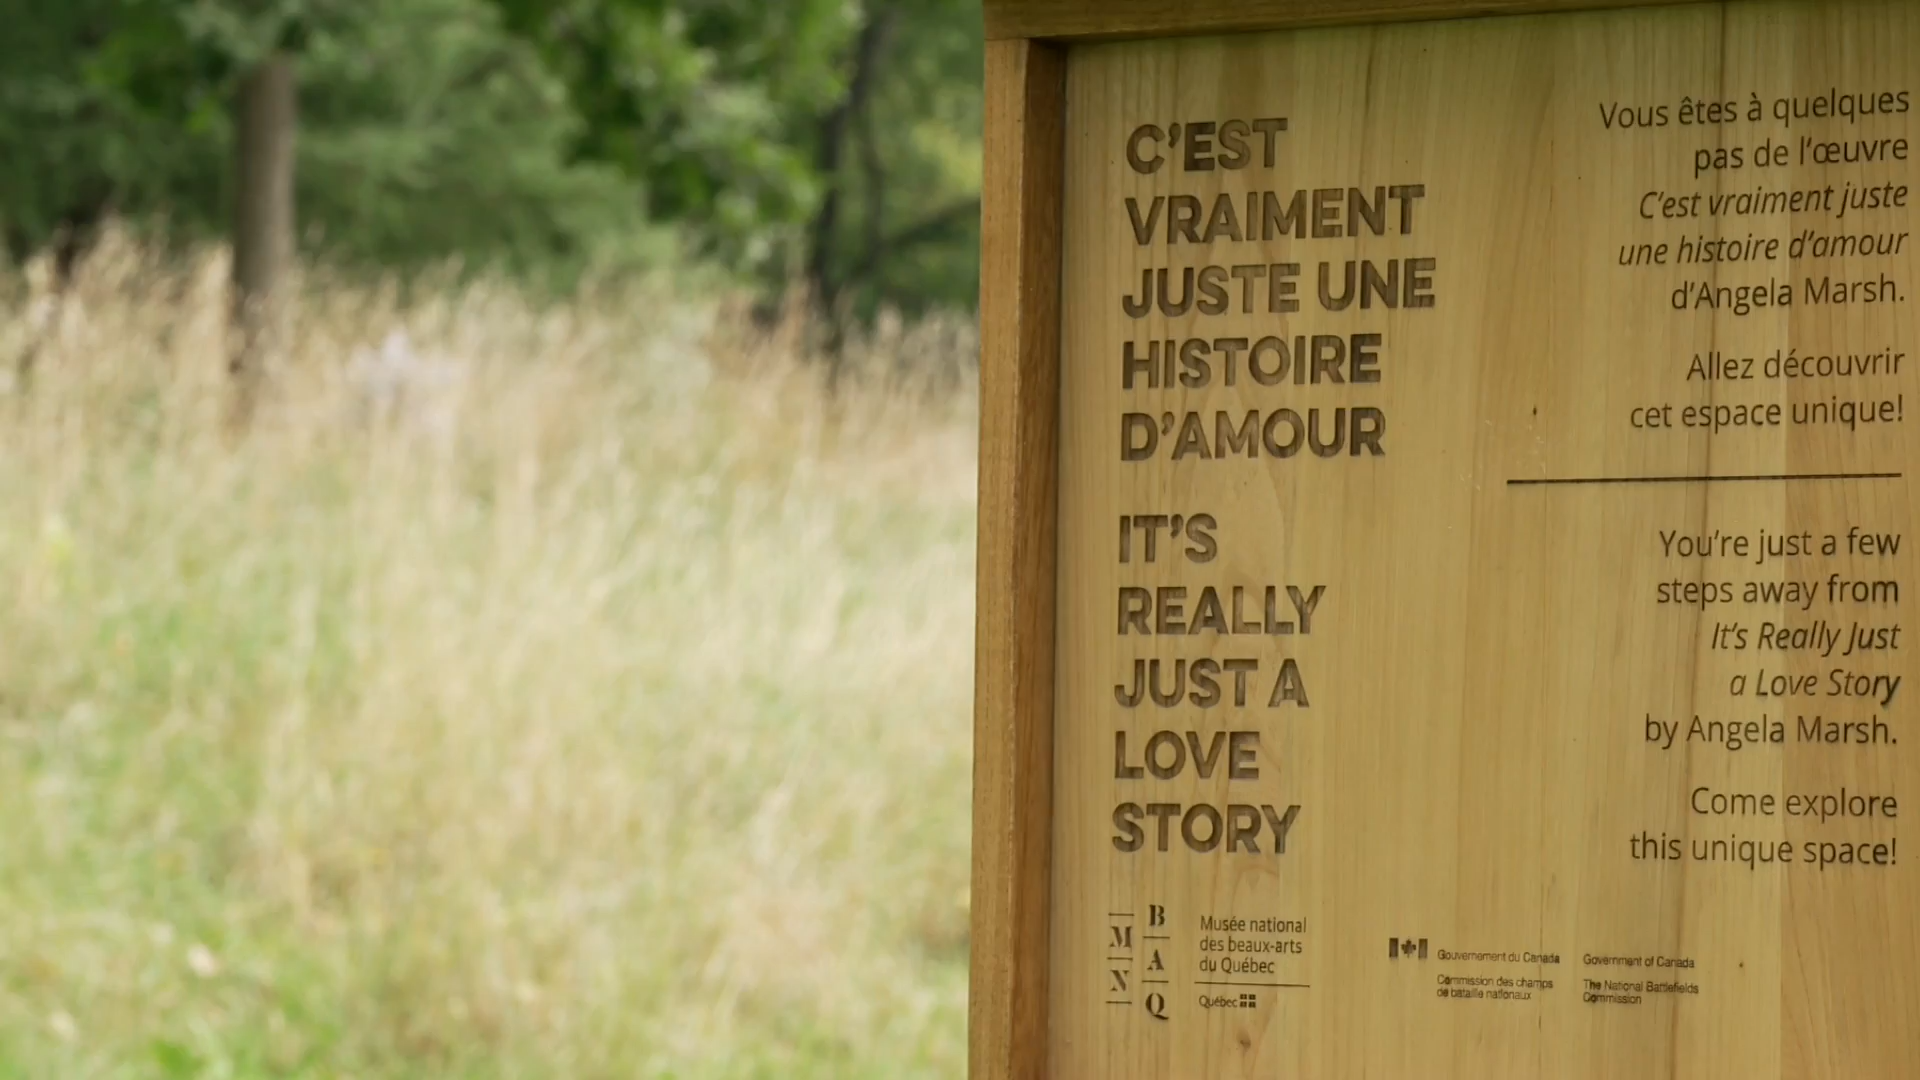 C'EST
VRAIMENT
JUSTE UNE
HISTOIRE
D'AMOUR
IT'S
REALLY
JUST A
LOVE
STORY
Vous êtes à quelques
pas de l'œuvre
C'est vraiment juste
une histoire d'amour
d'Angela Marsh.
Allez découvrir
cet espace unique!
You're just a few
steps away from
It's Really Just
a Love Story
by Angela Marsh.
Come explore
this unique space!
M N B A Q
Musée national
des beaux-arts
du Québec
Québec
Gouvernement du Canada
Commission des champs
de bataille nationaux
Government of Canada
The National Battlefields
Commission